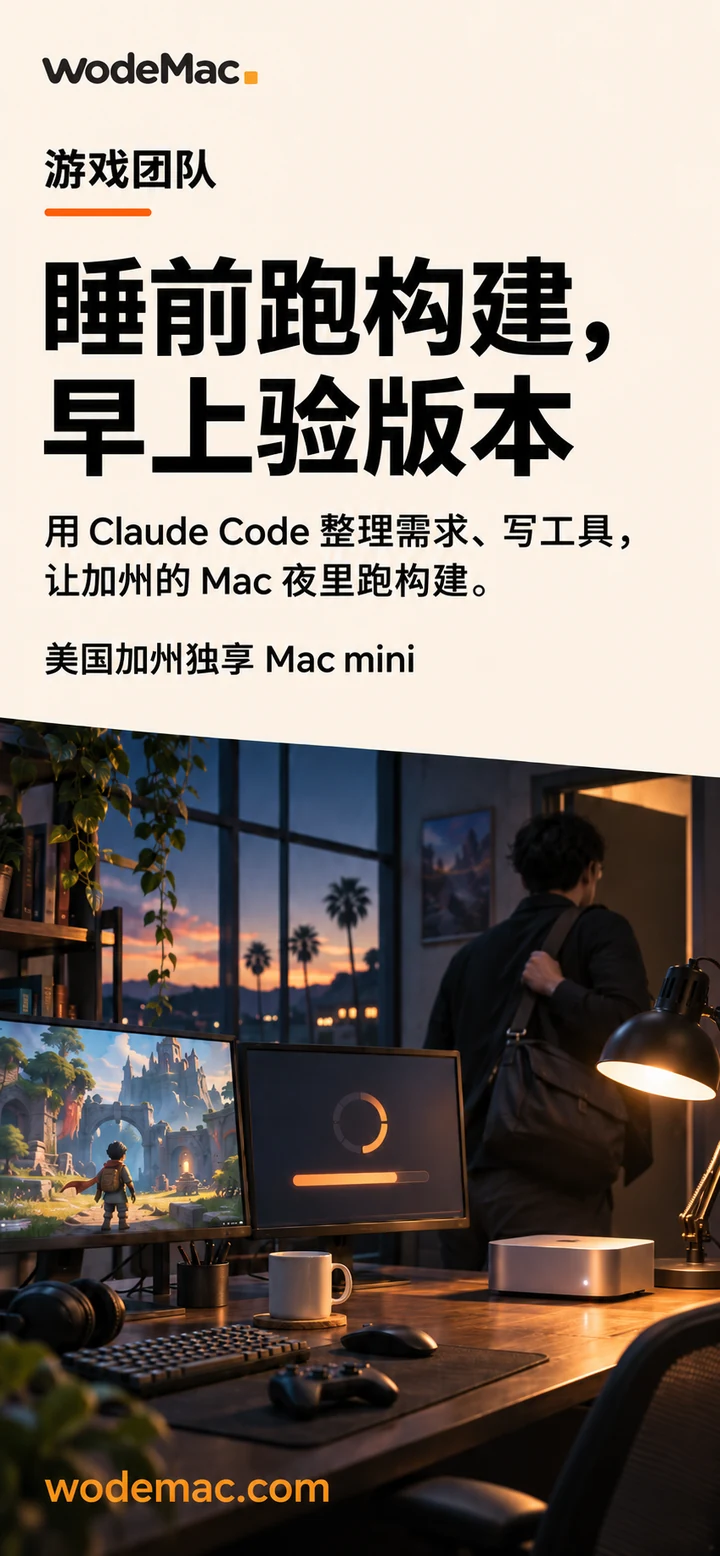 WodeMac.
游戏团队
睡前跑构建，
早上验版本
用 Claude Code 整理需求、写工具，
让加州的 Mac 夜里跑构建。
美国加州独享 Mac mini
wodemac.com